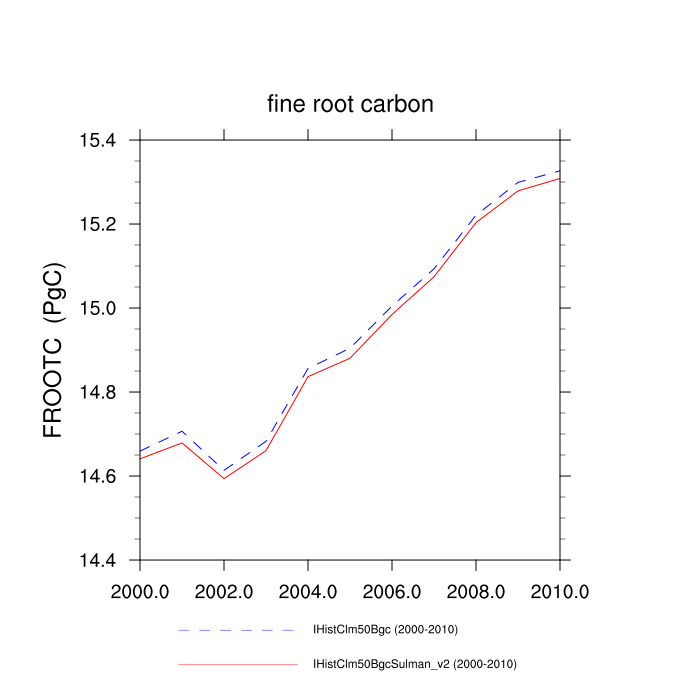 fine root carbon
15.4
15.2
15.0
14.8
14.6
14.4
FROOTC (PgC)
2000.0 2002.0 2004.0 2006.0 2008.0 2010.0
IHistClm50Bgc (2000-2010)
IHistClm50BgcSulman_v2 (2000-2010)